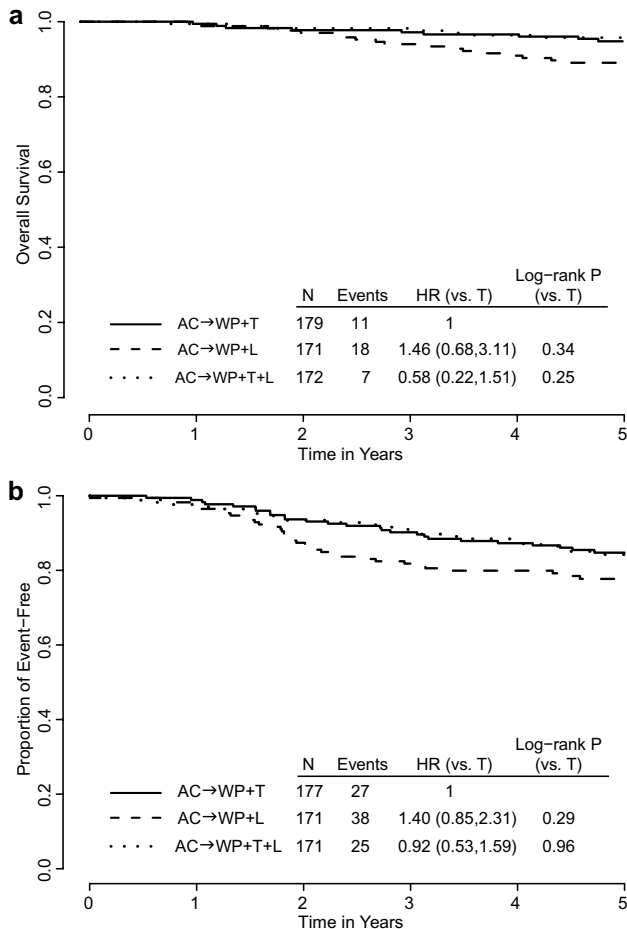 a
Overall Survival
1.0
0.8
0.6
0.4
0.2
0.0
Log−rank P
N Events HR (vs. T) (vs. T)
AC→WP+T 179 11 1
AC→WP+L 171 18 1.46 (0.68,3.11) 0.34
AC→WP+T+L 172 7 0.58 (0.22,1.51) 0.25
0 1 2 3 4 5
Time in Years
b
Proportion of Event−Free
1.0
0.8
0.6
0.4
0.2
0.0
Log−rank P
N Events HR (vs. T) (vs. T)
AC→WP+T 177 27 1
AC→WP+L 171 38 1.40 (0.85,2.31) 0.29
AC→WP+T+L 171 25 0.92 (0.53,1.59) 0.96
0 1 2 3 4 5
Time in Years